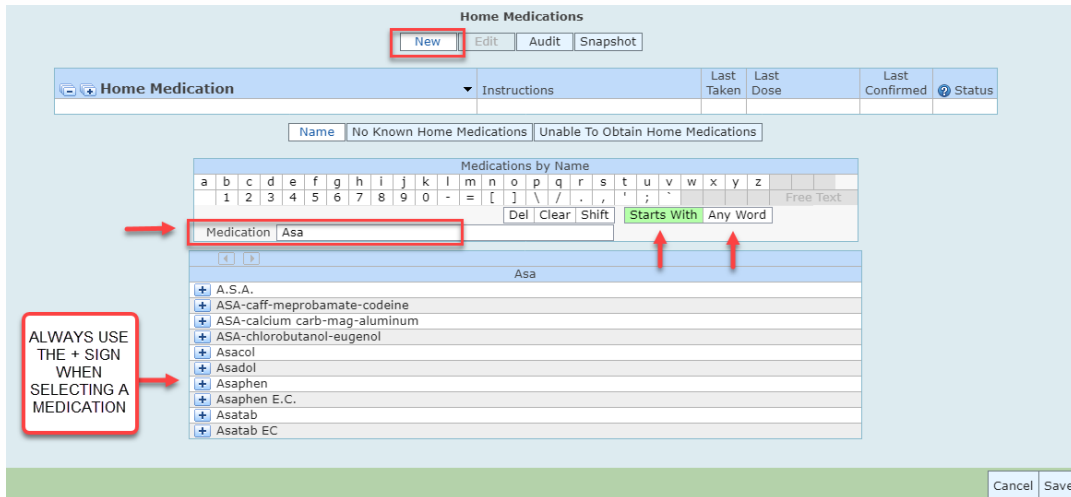 Home Medications
New Edit Audit Snapshot
Home Medication Instructions Last Taken Last Dose Last Confirmed Status
Name No Known Home Medications Unable To Obtain Home Medications
Medications by Name
a b c d e f g h i j k l m n o p q r s t u v w x y z
1 2 3 4 5 6 7 8 9 0 - = [ ] \ / . , ' ; ` Free Text
Del Clear Shift Starts With Any Word
Medication Asa
Asa
+ A.S.A.
+ ASA-caff-meprobamate-codeine
+ ASA-calcium carb-mag-aluminum
+ ASA-chlorobutanol-eugenol
+ Asacol
+ Asadol
+ Asaphen
+ Asaphen E.C.
+ Asatab
+ Asatab EC
ALWAYS USE
THE + SIGN
WHEN
SELECTING A
MEDICATION
Cancel Save